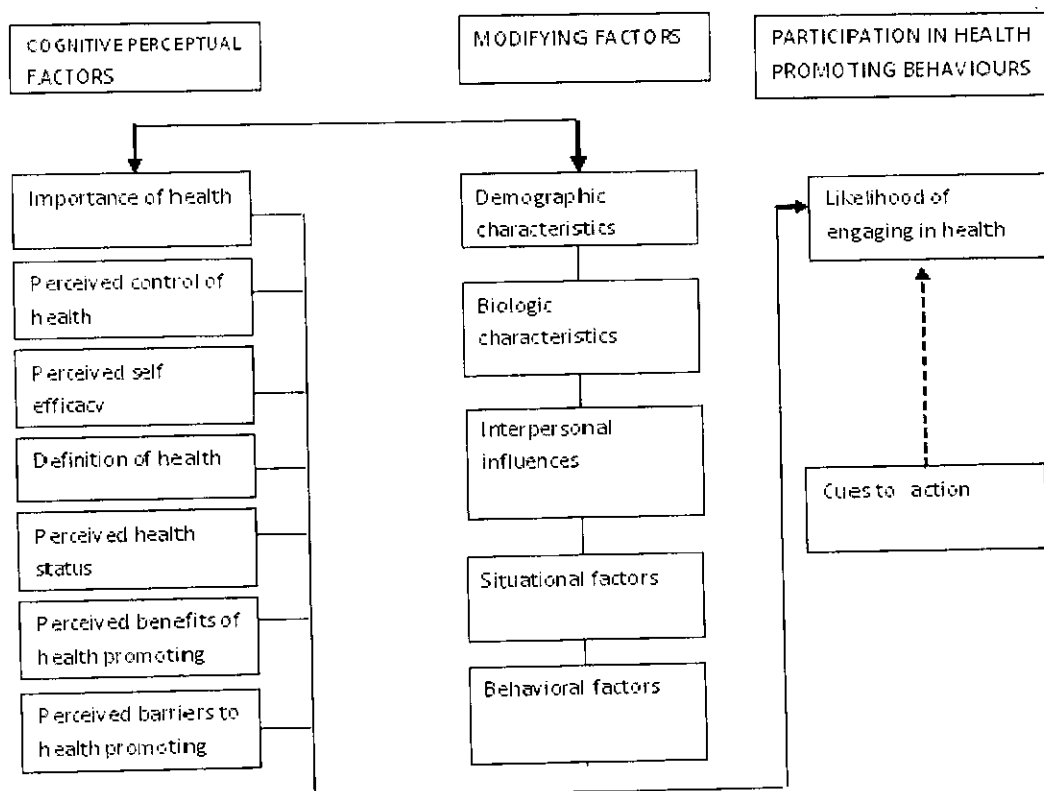 COGNITIVE PERCEPTUAL
FACTORS
MODIFYING FACTORS
PARTICIPATION IN HEALTH
PROMOTING BEHAVIOURS
Importance of health
Perceived control of
health
Perceived self
efficacy
Definition of health
Perceived health
status
Perceived benefits of
health promoting
Perceived barriers to
health promoting
Demographic
characteristics
Biologic
characteristics
Interpersonal
influences
Situational factors
Behavioral factors
Likelihood of
engaging in health
Cues to action